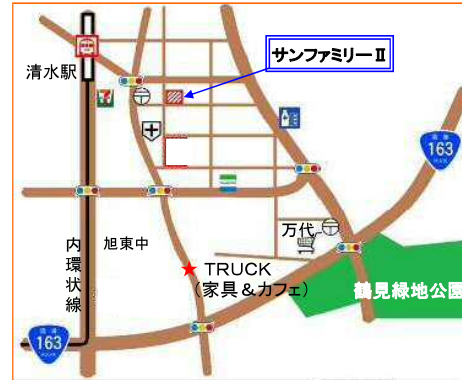 清水駅
サンファミリーⅡ
163
万代
内環状線
旭東中
TRUCK
(家具&カフェ)
鶴見緑地公園
163